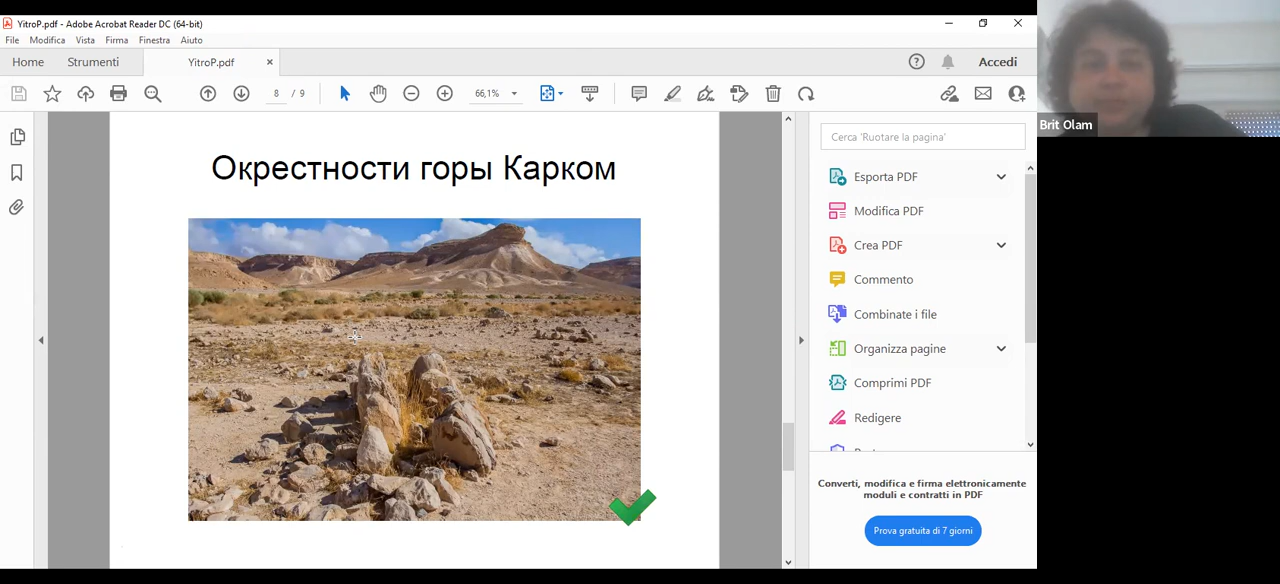 YitroP.pdf - Adobe Acrobat Reader DC (64-bit)
File Modifica Vista Firma Finestra Aiuto
Home Strumenti YitroP.pdf Accedi
8 / 9 66,1%
Окрестности горы Карком
Cerca 'Ruotare la pagina'
Esporta PDF
Modifica PDF
Crea PDF
Commento
Combinate i file
Organizza pagine
Comprimi PDF
Redigere
Converti, modifica e firma elettronicamente
moduli e contratti in PDF
Prova gratuita di 7 giorni
Brit Olam